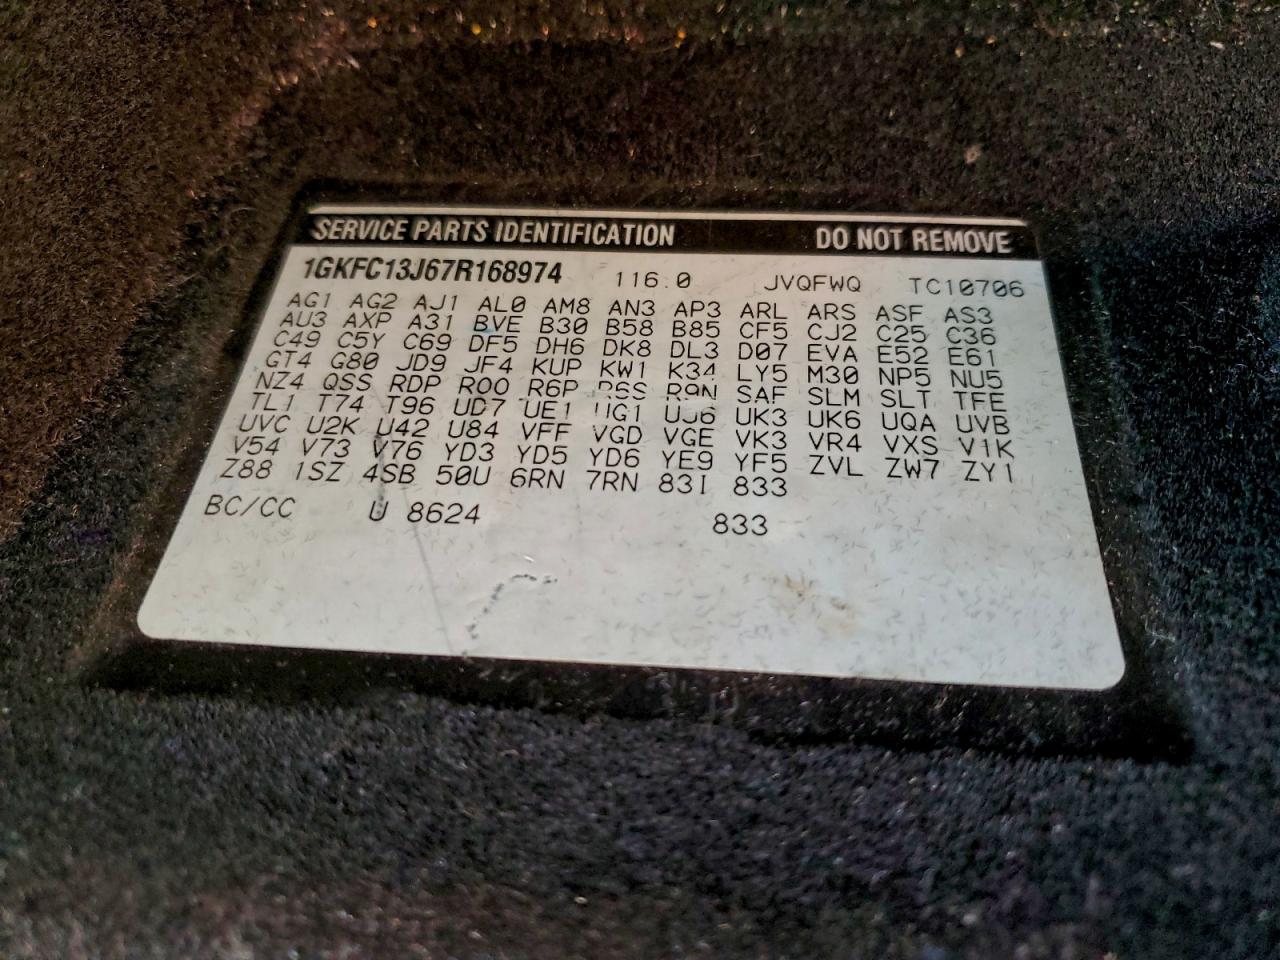 SERVICE PARTS IDENTIFICATION DO NOT REMOVE
1GKFC13J67R168974 116.0 JVQFWQ TC10706
AG1 AG2 AJ1 AL0 AM8 AN3 AP3 ARL ARS ASF AS3
AU3 AXP A31 BVE B30 B58 B85 CF5 CJ2 C25 C36
C49 C5Y C69 DF5 DH6 DK8 DL3 D07 EVA E52 E61
GT4 G80 JD9 JF4 KUP KW1 K34 LY5 M30 NP5 NU5
NZ4 QSS RDP R00 R6P R9N SAF SLM SLT TFE
TL1 T74 T96 UD7 UE1 UG1 UJ6 UK3 UK6 UQA UVB
UVC U2K U42 U84 VFF VGD VGE VK3 VR4 VXS V1K
V54 V73 V76 YD3 YD5 YD6 YE9 YF5 ZVL ZW7 ZY1
Z88 1SZ 4SB 50U 6RN 7RN 83I 833
BC/CC U 8624 833